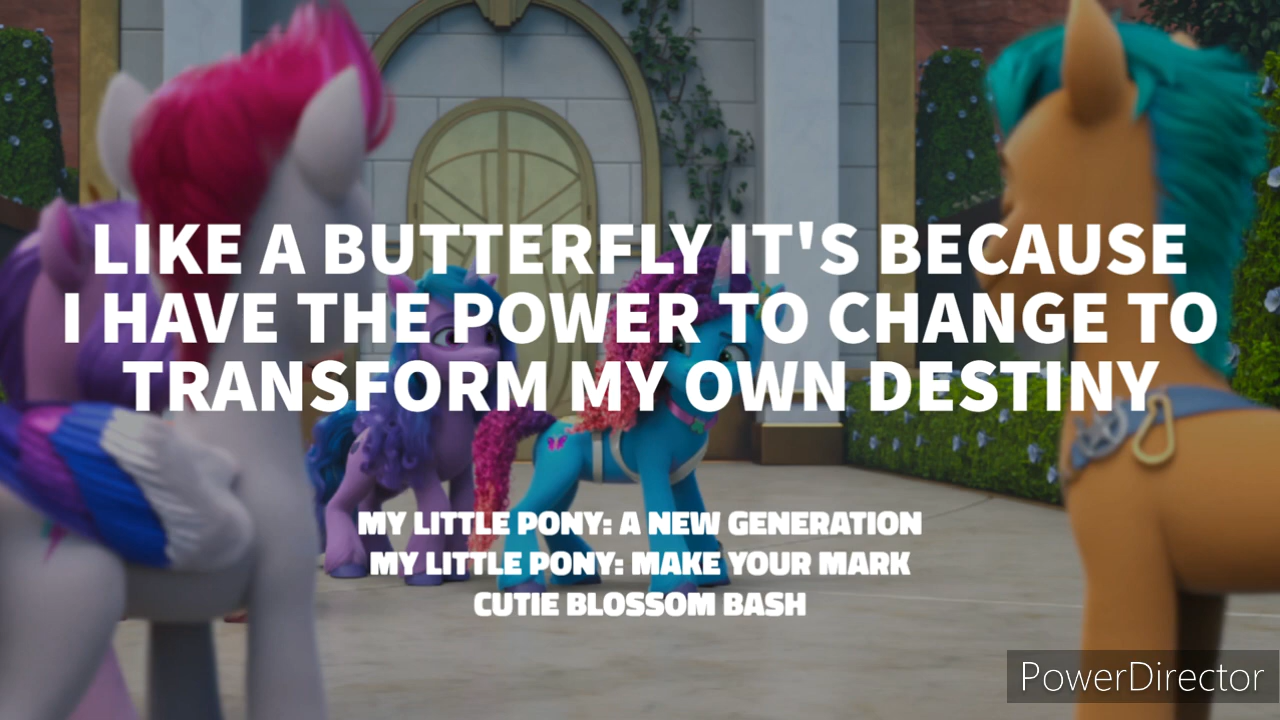 LIKE A BUTTERFLY IT'S BECAUSE
I HAVE THE POWER TO CHANGE TO
TRANSFORM MY OWN DESTINY
MY LITTLE PONY: A NEW GENERATION
MY LITTLE PONY: MAKE YOUR MARK
CUTIE BLOSSOM BASH
PowerDirector